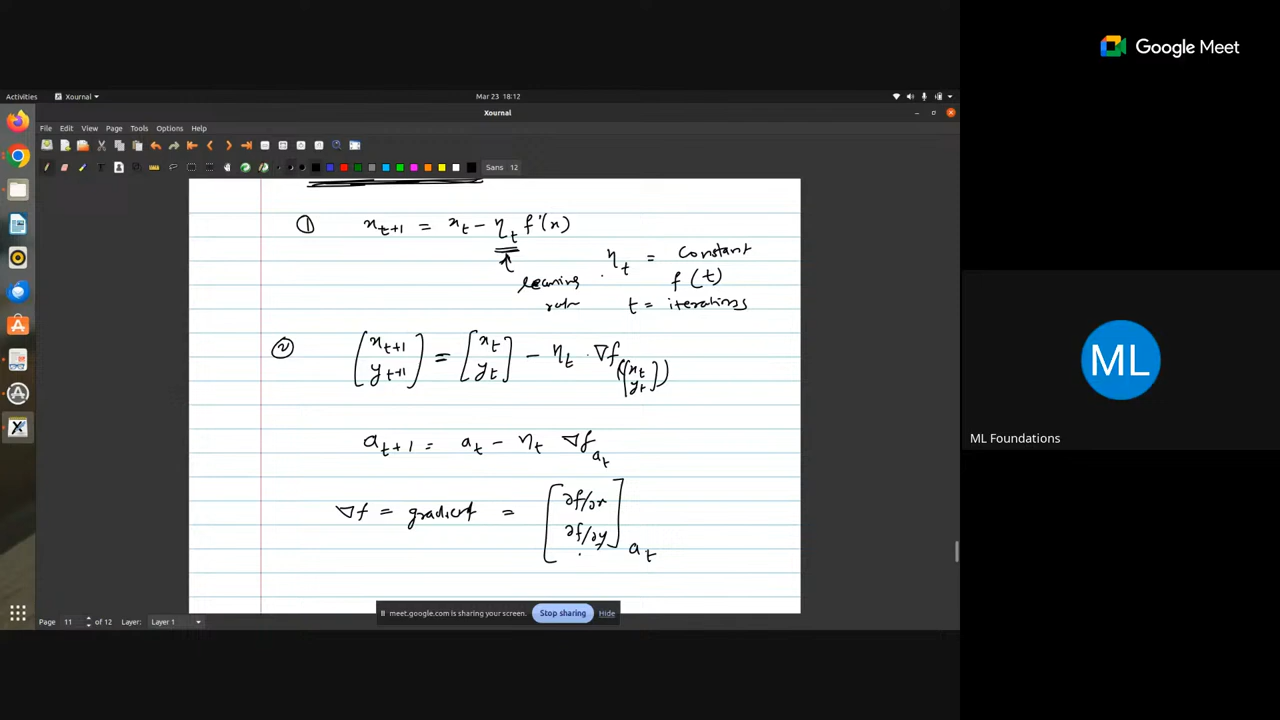 Google Meet
Activities
Xournal
Mar 23 18:12
Xournal
File Edit View Page Tools Options Help
Sans 12
① x_{t+1} = x_t - η_t f'(x)
η_t = constant
learning f(t)
rate t = iterations
② [x_{t+1} y_{t+1}] = [x_t y_t] - η_t · ∇f_{([x_t y_t])}
a_{t+1} = a_t - η_t ∇f_{a_t}
∇f = gradient = [∂f/∂x ∂f/∂y]_{a_t}
ML
ML Foundations
meet.google.com is sharing your screen. Stop sharing Hide
Page 11 of 12 Layer: Layer 1